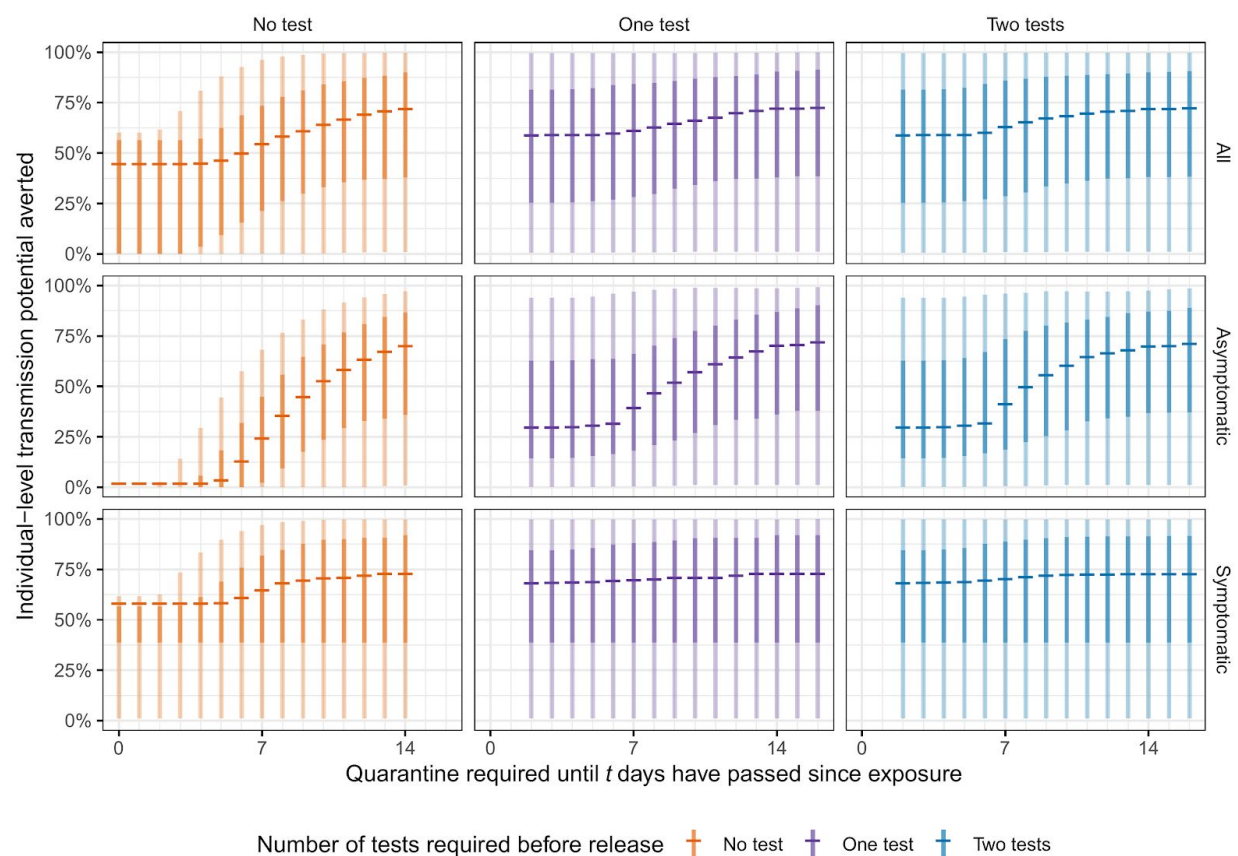 No test One test Two tests
Individual-level transmission potential averted
100%
75%
50%
25%
0%
All
100%
75%
50%
25%
0%
Asymptomatic
100%
75%
50%
25%
0%
Symptomatic
0 7 14 0 7 14 0 7 14
Quarantine required until t days have passed since exposure
Number of tests required before release No test One test Two tests